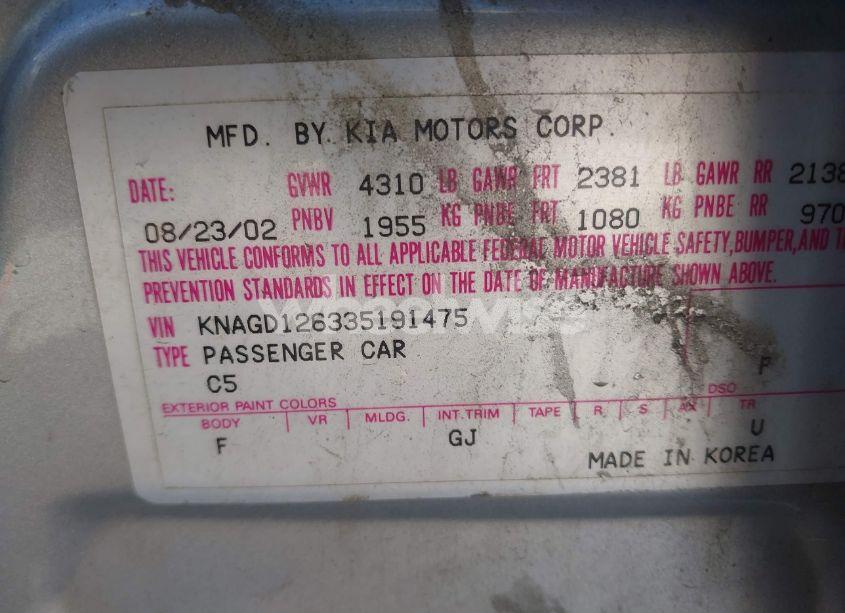 MFD. BY KIA MOTORS CORP.
DATE: GVWR 4310 LB GAWR FRT 2381 LB GAWR RR 2138
08/23/02 PNBV 1955 KG PNBE FRT 1080 KG PNBE RR 970
THIS VEHICLE CONFORMS TO ALL APPLICABLE FEDERAL MOTOR VEHICLE SAFETY, BUMPER, AND
PREVENTION STANDARDS IN EFFECT ON THE DATE OF MANUFACTURE SHOWN ABOVE.
VIN KNAGD126335191475
TYPE PASSENGER CAR
C5 F
DSO
EXTERIOR PAINT COLORS
BODY VR MLDG. INT.TRIM TAPE R S AX TR
F GJ U
MADE IN KOREA